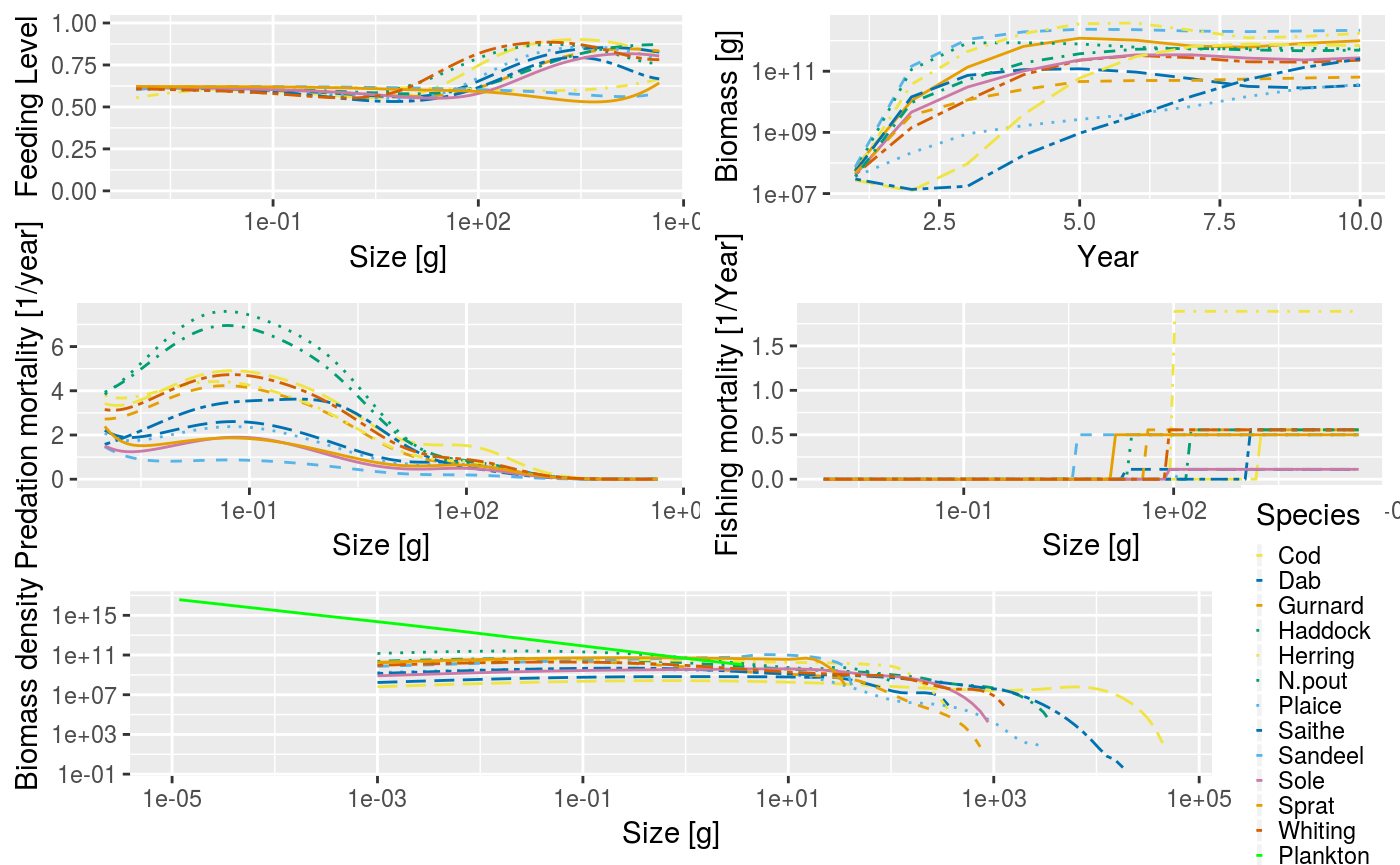 Feeding Level
1.00
0.75
0.50
0.25
0.00
1e-01
1e+02
1e+0
Size [g]
Biomass [g]
1e+11
1e+09
1e+07
2.5
5.0
7.5
10.0
Year
Predation mortality [1/year]
6
4
2
0
1e-01
1e+02
1e+0
Size [g]
Fishing mortality [1/Year]
1.5
1.0
0.5
0.0
1e-01
1e+02
Size [g]
Biomass density
1e+15
1e+11
1e+07
1e+03
1e-01
1e-05
1e-03
1e-01
1e+01
1e+03
1e+05
Size [g]
Species
Cod
Dab
Gurnard
Haddock
Herring
N.pout
Plaice
Saithe
Sandeel
Sole
Sprat
Whiting
Plankton